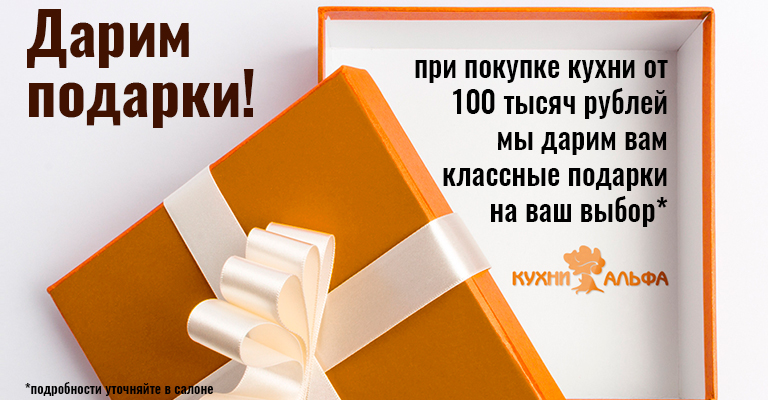 Дарим
подарки!
при покупке кухни от
100 тысяч рублей
мы дарим вам
классные подарки
на ваш выбор*
КУХНИ АЛЬФА
*подробности уточняйте в салоне